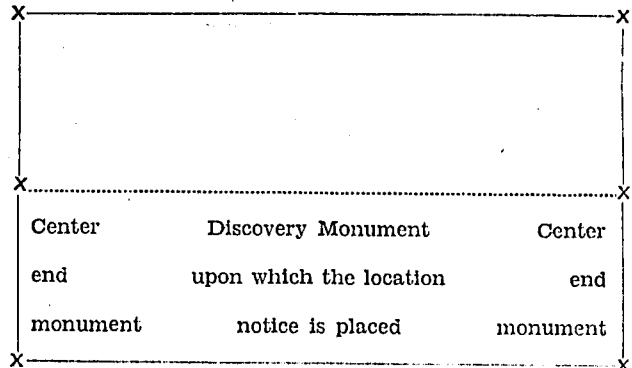 X X
X X
Center Discovery Monument Center
end upon which the location end
monument notice is placed monument
X X